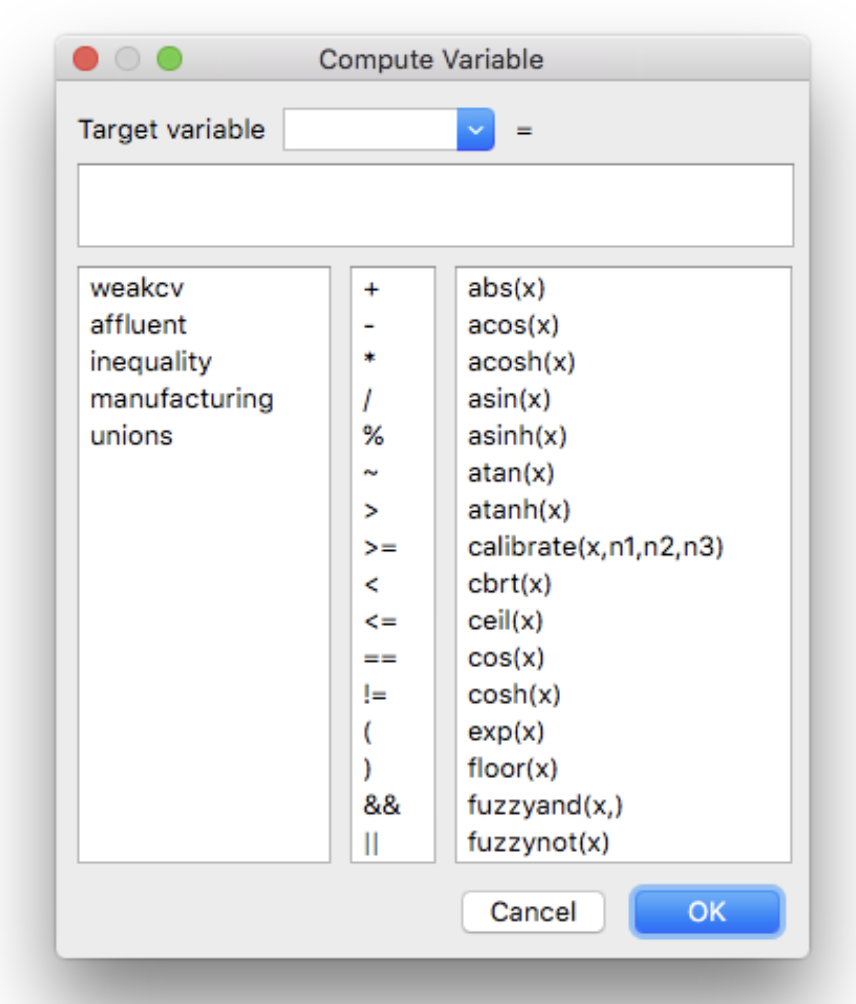 Compute Variable
Target variable =
weakcv
affluent
inequality
manufacturing
unions
+
-
*
/
%
~
>
>=
<
<=
==
!=
(
)
&&
||
abs(x)
acos(x)
acosh(x)
asin(x)
asinh(x)
atan(x)
atanh(x)
calibrate(x,n1,n2,n3)
cbrt(x)
ceil(x)
cos(x)
cosh(x)
exp(x)
floor(x)
fuzzyand(x,)
fuzzynot(x)
Cancel OK